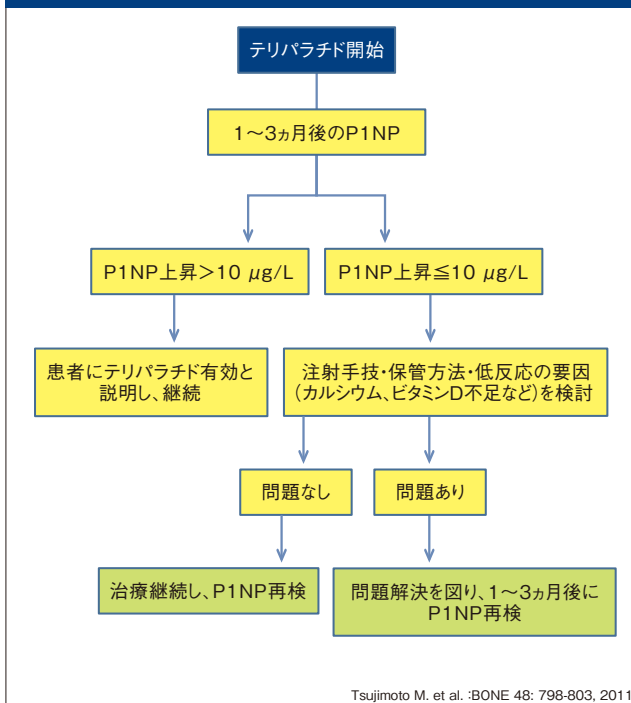 テリパラチド開始
1～3ヵ月後のP1NP
P1NP上昇>10 μg/L
P1NP上昇≦10 μg/L
患者にテリパラチド有効と
説明し、継続
注射手技・保管方法・低反応の要因
(カルシウム、ビタミンD不足など)を検討
問題なし
問題あり
治療継続し、P1NP再検
問題解決を図り、1～3ヵ月後に
P1NP再検
Tsujimoto M. et al. :BONE 48: 798-803, 2011